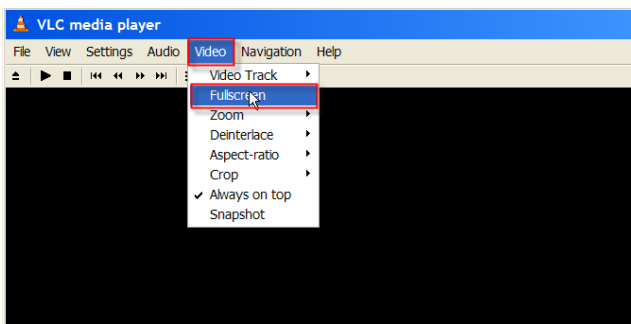 VLC media player
File View Settings Audio Video Navigation Help
Video Track
Fullscreen
Zoom
Deinterlace
Aspect-ratio
Crop
Always on top
Snapshot